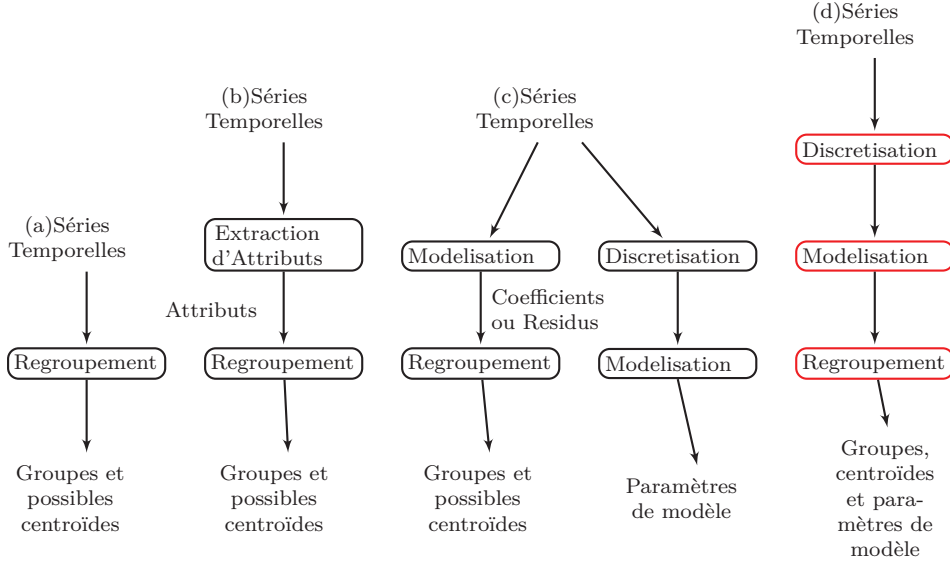 (a)Séries
Temporelles
Regroupement
Groupes et
possibles
centroïdes
(b)Séries
Temporelles
Extraction
d'Attributs
Attributs
Regroupement
Groupes et
possibles
centroïdes
(c)Séries
Temporelles
Modelisation
Coefficients
ou Residus
Regroupement
Groupes et
possibles
centroïdes
Discretisation
Modelisation
Paramètres
de modèle
(d)Séries
Temporelles
Discretisation
Modelisation
Regroupement
Groupes,
centroïdes
et para-
mètres de
modèle